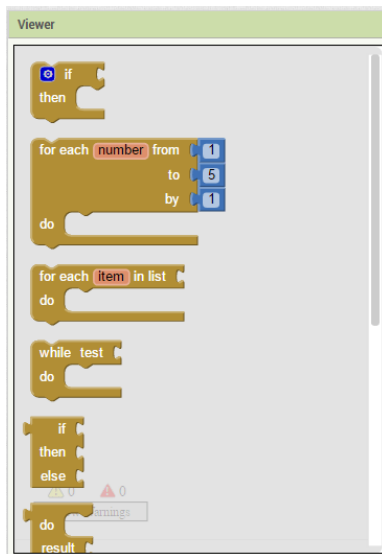 Viewer
if
then
for each number from 1
to 5
by 1
do
for each item in list
do
while test
do
if
then
else
0 0
do
result